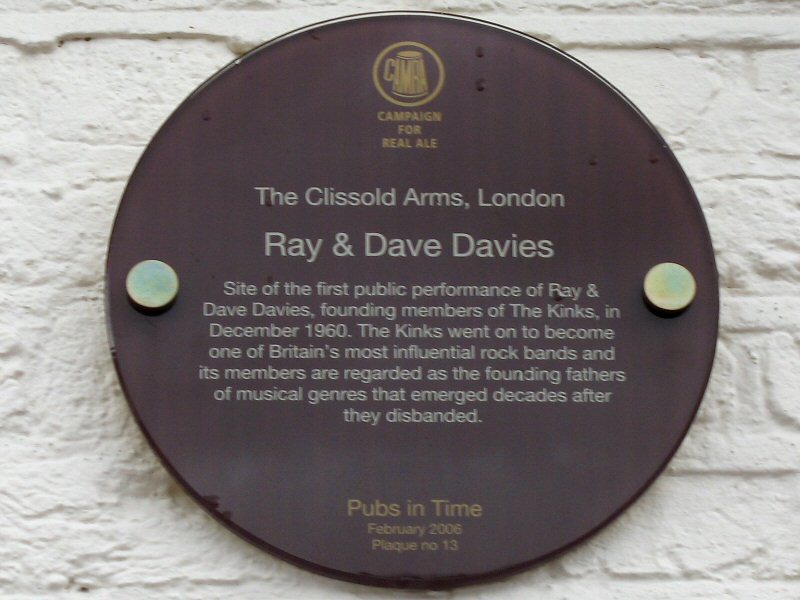 CAMRA
CAMPAIGN
FOR
REAL ALE
The Clissold Arms, London
Ray & Dave Davies
Site of the first public performance of Ray &
Dave Davies, founding members of The Kinks, in
December 1960. The Kinks went on to become
one of Britain's most influential rock bands and
its members are regarded as the founding fathers
of musical genres that emerged decades after
they disbanded.
Pubs in Time
February 2006
Plaque no 13